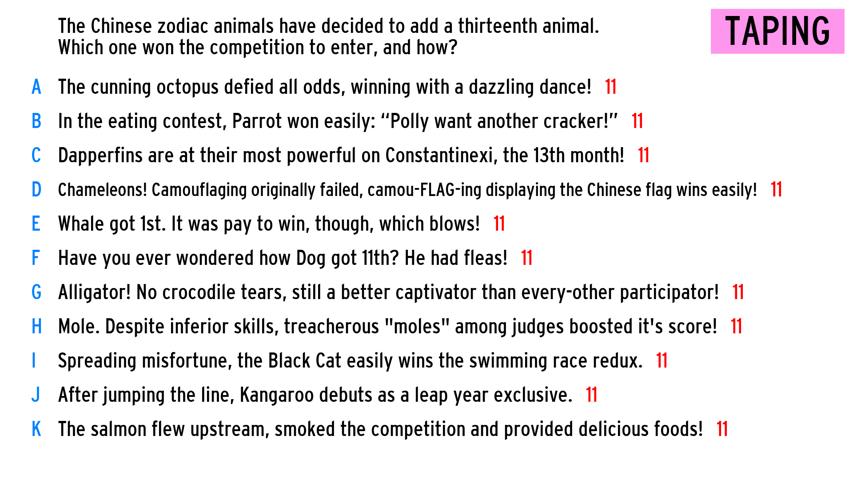 The Chinese zodiac animals have decided to add a thirteenth animal.
Which one won the competition to enter, and how?
TAPING
A The cunning octopus defied all odds, winning with a dazzling dance! 11
B In the eating contest, Parrot won easily: “Polly want another cracker!” 11
C Dapperfins are at their most powerful on Constantinexi, the 13th month! 11
D Chameleons! Camouflaging originally failed, camou-FLAG-ing displaying the Chinese flag wins easily! 11
E Whale got 1st. It was pay to win, though, which blows! 11
F Have you ever wondered how Dog got 11th? He had fleas! 11
G Alligator! No crocodile tears, still a better captivator than every-other participator! 11
H Mole. Despite inferior skills, treacherous "moles" among judges boosted it's score! 11
I Spreading misfortune, the Black Cat easily wins the swimming race redux. 11
J After jumping the line, Kangaroo debuts as a leap year exclusive. 11
K The salmon flew upstream, smoked the competition and provided delicious foods! 11